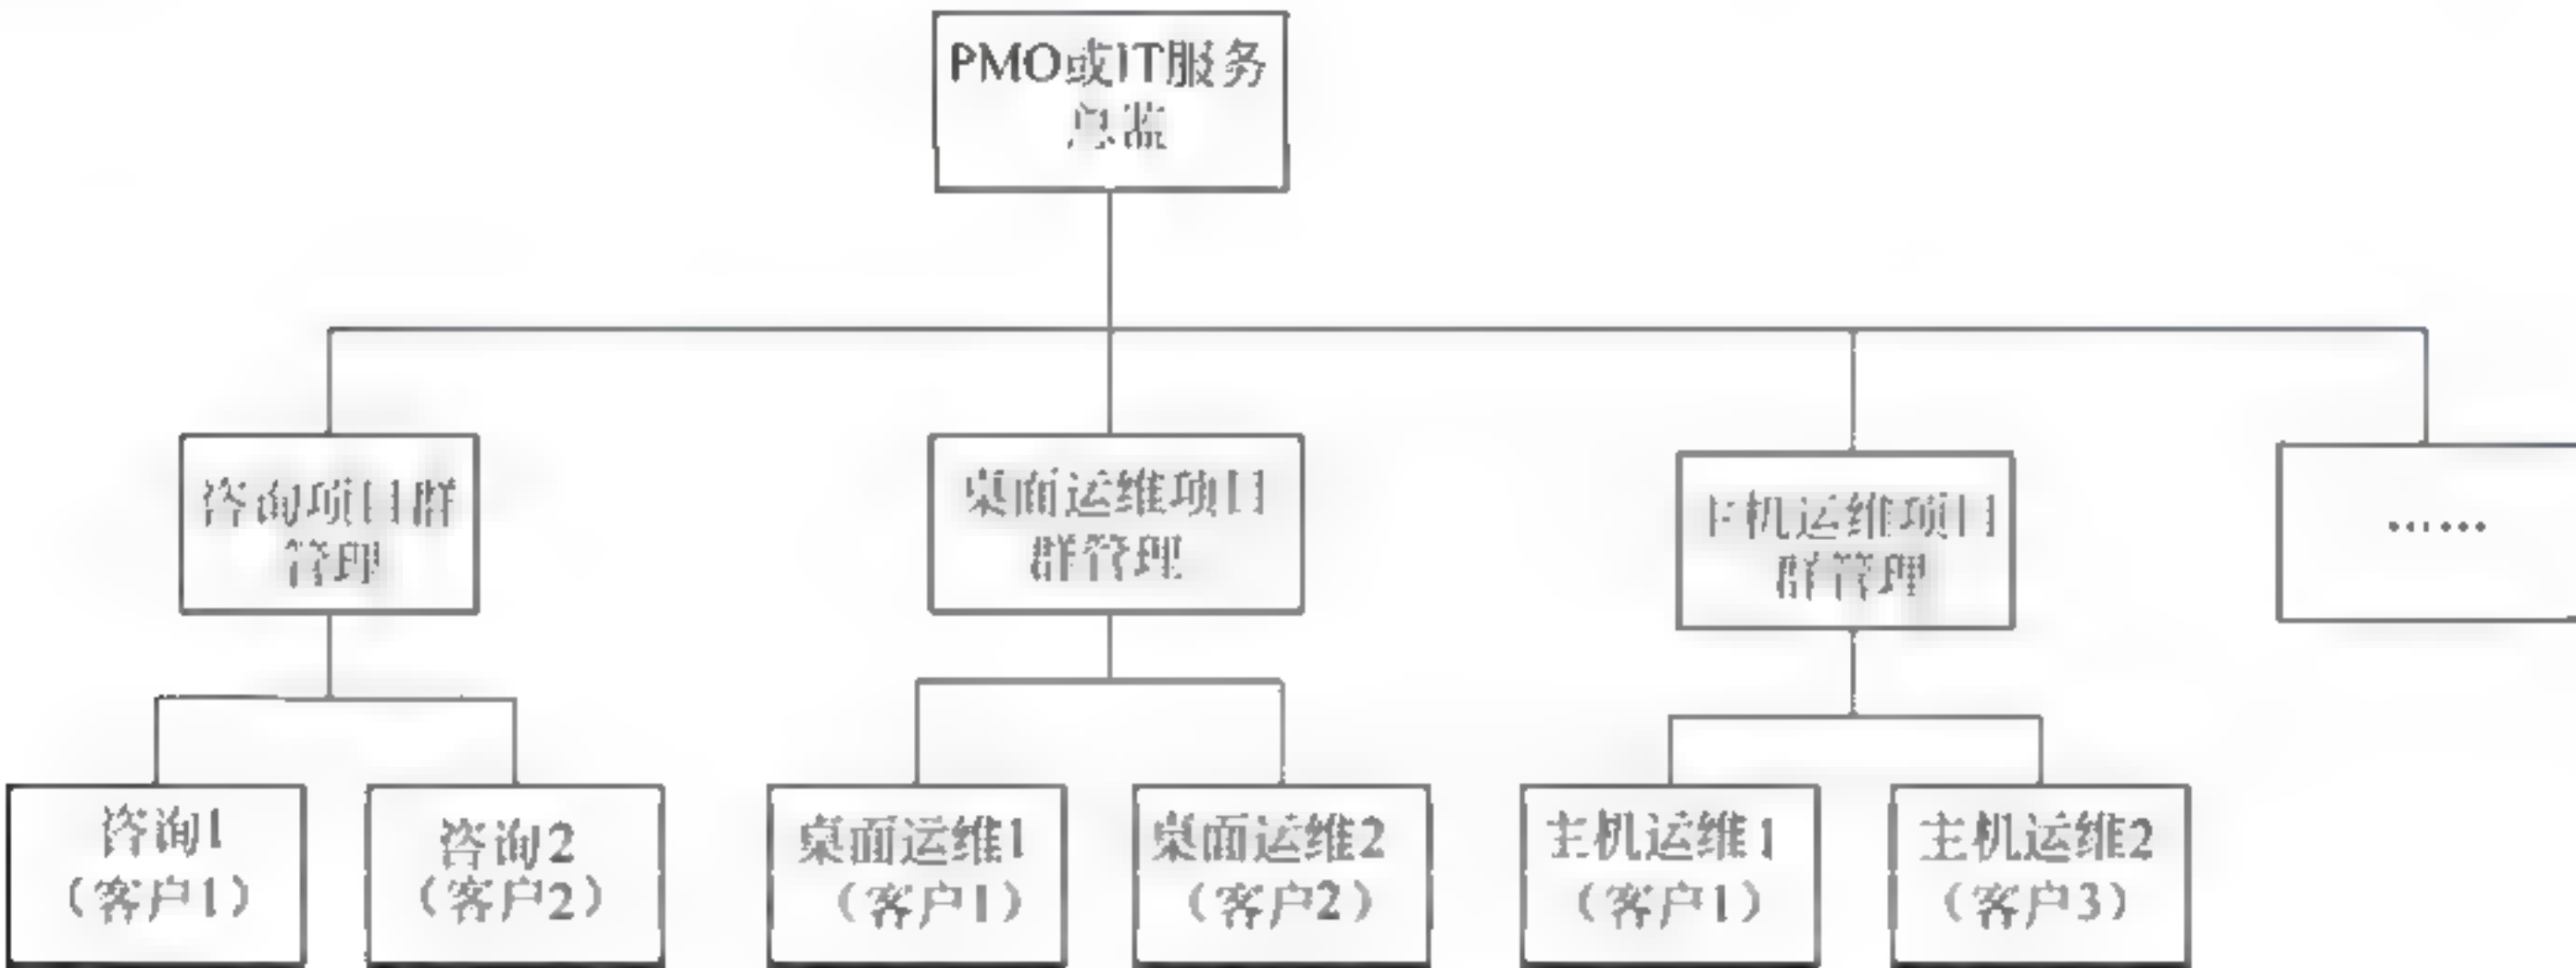 PMO或IT服务
总监
咨询项目群
管理
桌面运维项目
群管理
主机运维项目
群管理
······
咨询1
（客户1）
咨询2
（客户2）
桌面运维1
（客户1）
桌面运维2
（客户2）
主机运维1
（客户1）
主机运维2
（客户3）